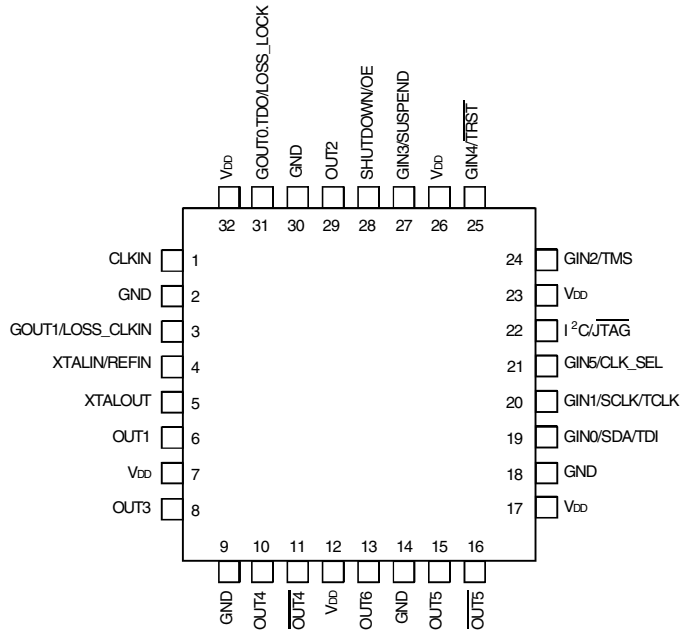 VDD
GOUT0.TDO/LOSS_LOCK
GND
OUT2
SHUTDOWN/OE
GIN3/SUSPEND
VDD
GIN4/TRST
32 31 30 29 28 27 26 25
CLKIN 1
GND 2
GOUT1/LOSS_CLKIN 3
XTALIN/REFIN 4
XTALOUT 5
OUT1 6
VDD 7
OUT3 8
24 GIN2/TMS
23 VDD
22 I²C/JTAG
21 GIN5/CLK_SEL
20 GIN1/SCLK/TCLK
19 GIN0/SDA/TDI
18 GND
17 VDD
9 10 11 12 13 14 15 16
GND
OUT4
OUT4
VDD
OUT6
GND
OUT5
OUT5